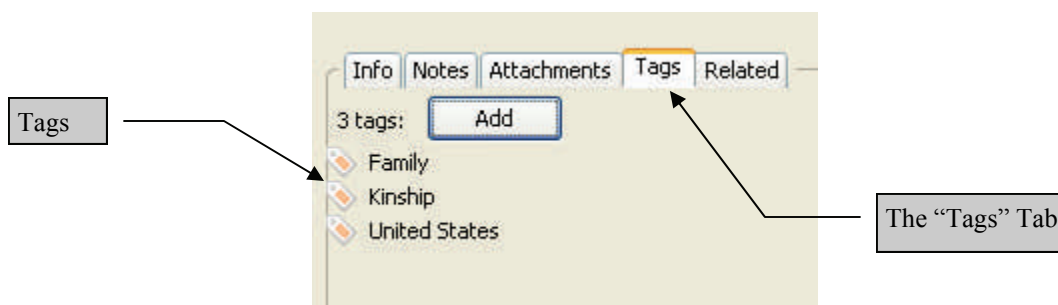 Info Notes Attachments Tags Related
Tags
3 tags: Add
Family
Kinship
United States
The “Tags” Tab